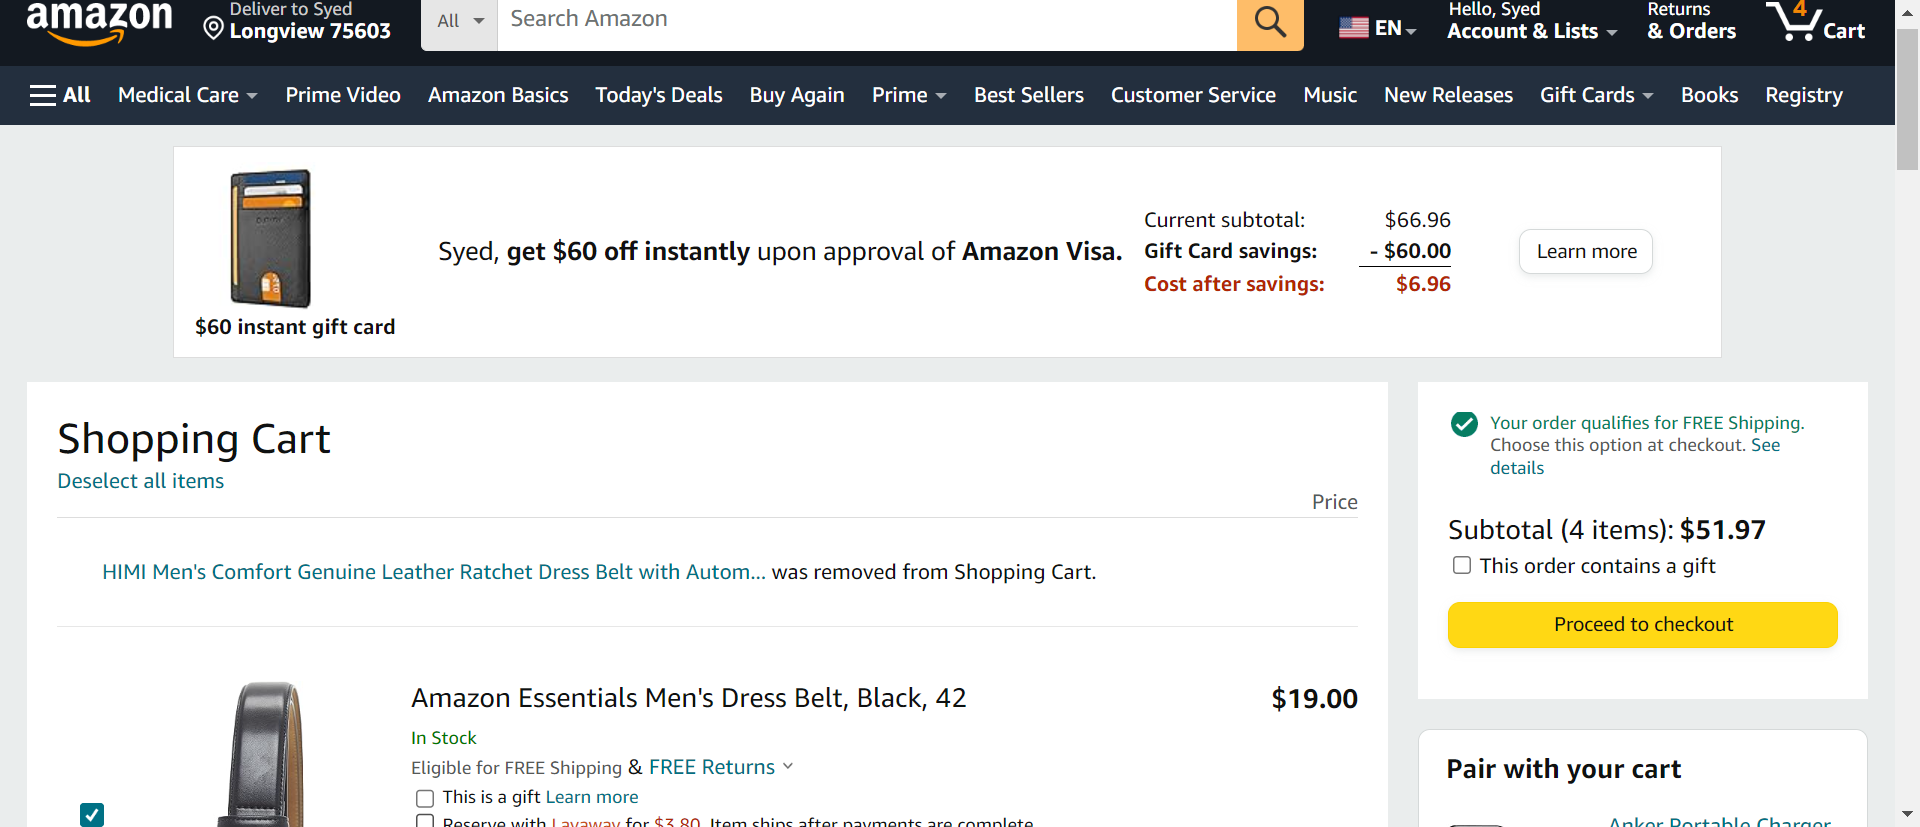 amazon
Deliver to Syed
Longview 75603
All
Search Amazon
EN
Hello, Syed
Account & Lists
Returns
& Orders
4
Cart
All
Medical Care
Prime Video
Amazon Basics
Today's Deals
Buy Again
Prime
Best Sellers
Customer Service
Music
New Releases
Gift Cards
Books
Registry
$60 instant gift card
Syed, get $60 off instantly upon approval of Amazon Visa.
Current subtotal: $66.96
Gift Card savings: - $60.00
Cost after savings: $6.96
Learn more
Shopping Cart
Deselect all items
Price
HIMI Men's Comfort Genuine Leather Ratchet Dress Belt with Autom... was removed from Shopping Cart.
Amazon Essentials Men's Dress Belt, Black, 42
$19.00
In Stock
Eligible for FREE Shipping & FREE Returns
This is a gift Learn more
Reserve with Layaway for $3.80. Item ships after payments are complete
Your order qualifies for FREE Shipping.
Choose this option at checkout. See
details
Subtotal (4 items): $51.97
This order contains a gift
Proceed to checkout
Pair with your cart
Anker Portable Charger